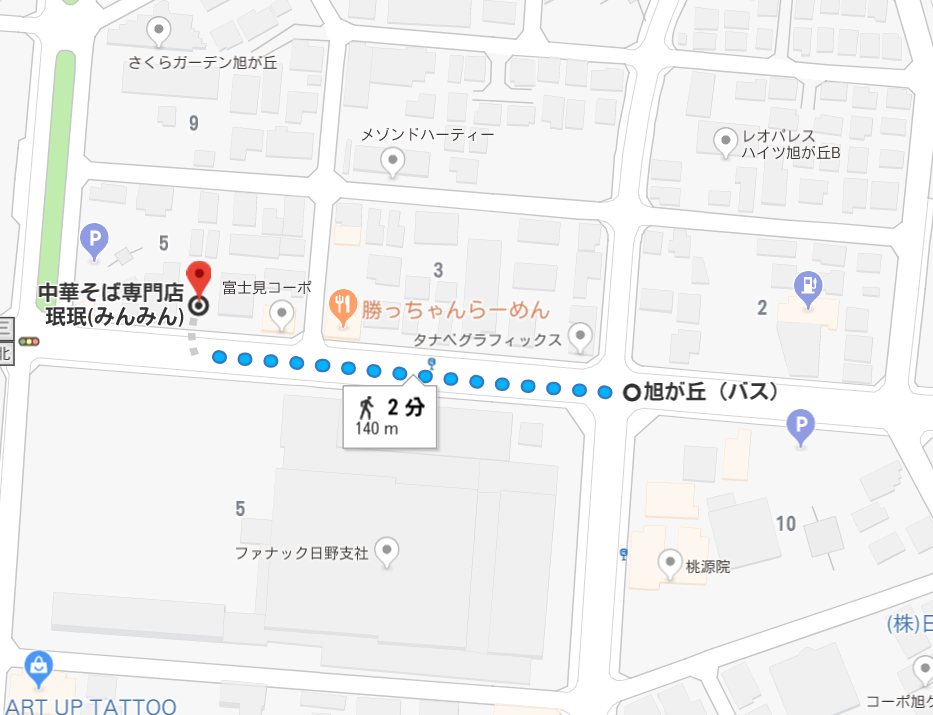 さくらガーデン旭が丘
9
メゾンドハーティー
レオパレス
ハイツ旭が丘B
P
5
3
2
中華そば専門店
珉珉(みんみん)
富士見コーポ
勝っちゃんらーめん
タナベグラフィックス
三
北
旭が丘（バス）
2 分
140 m
P
5
10
ファナック日野支社
桃源院
(株)日
ART UP TATTOO
コーポ旭ケ